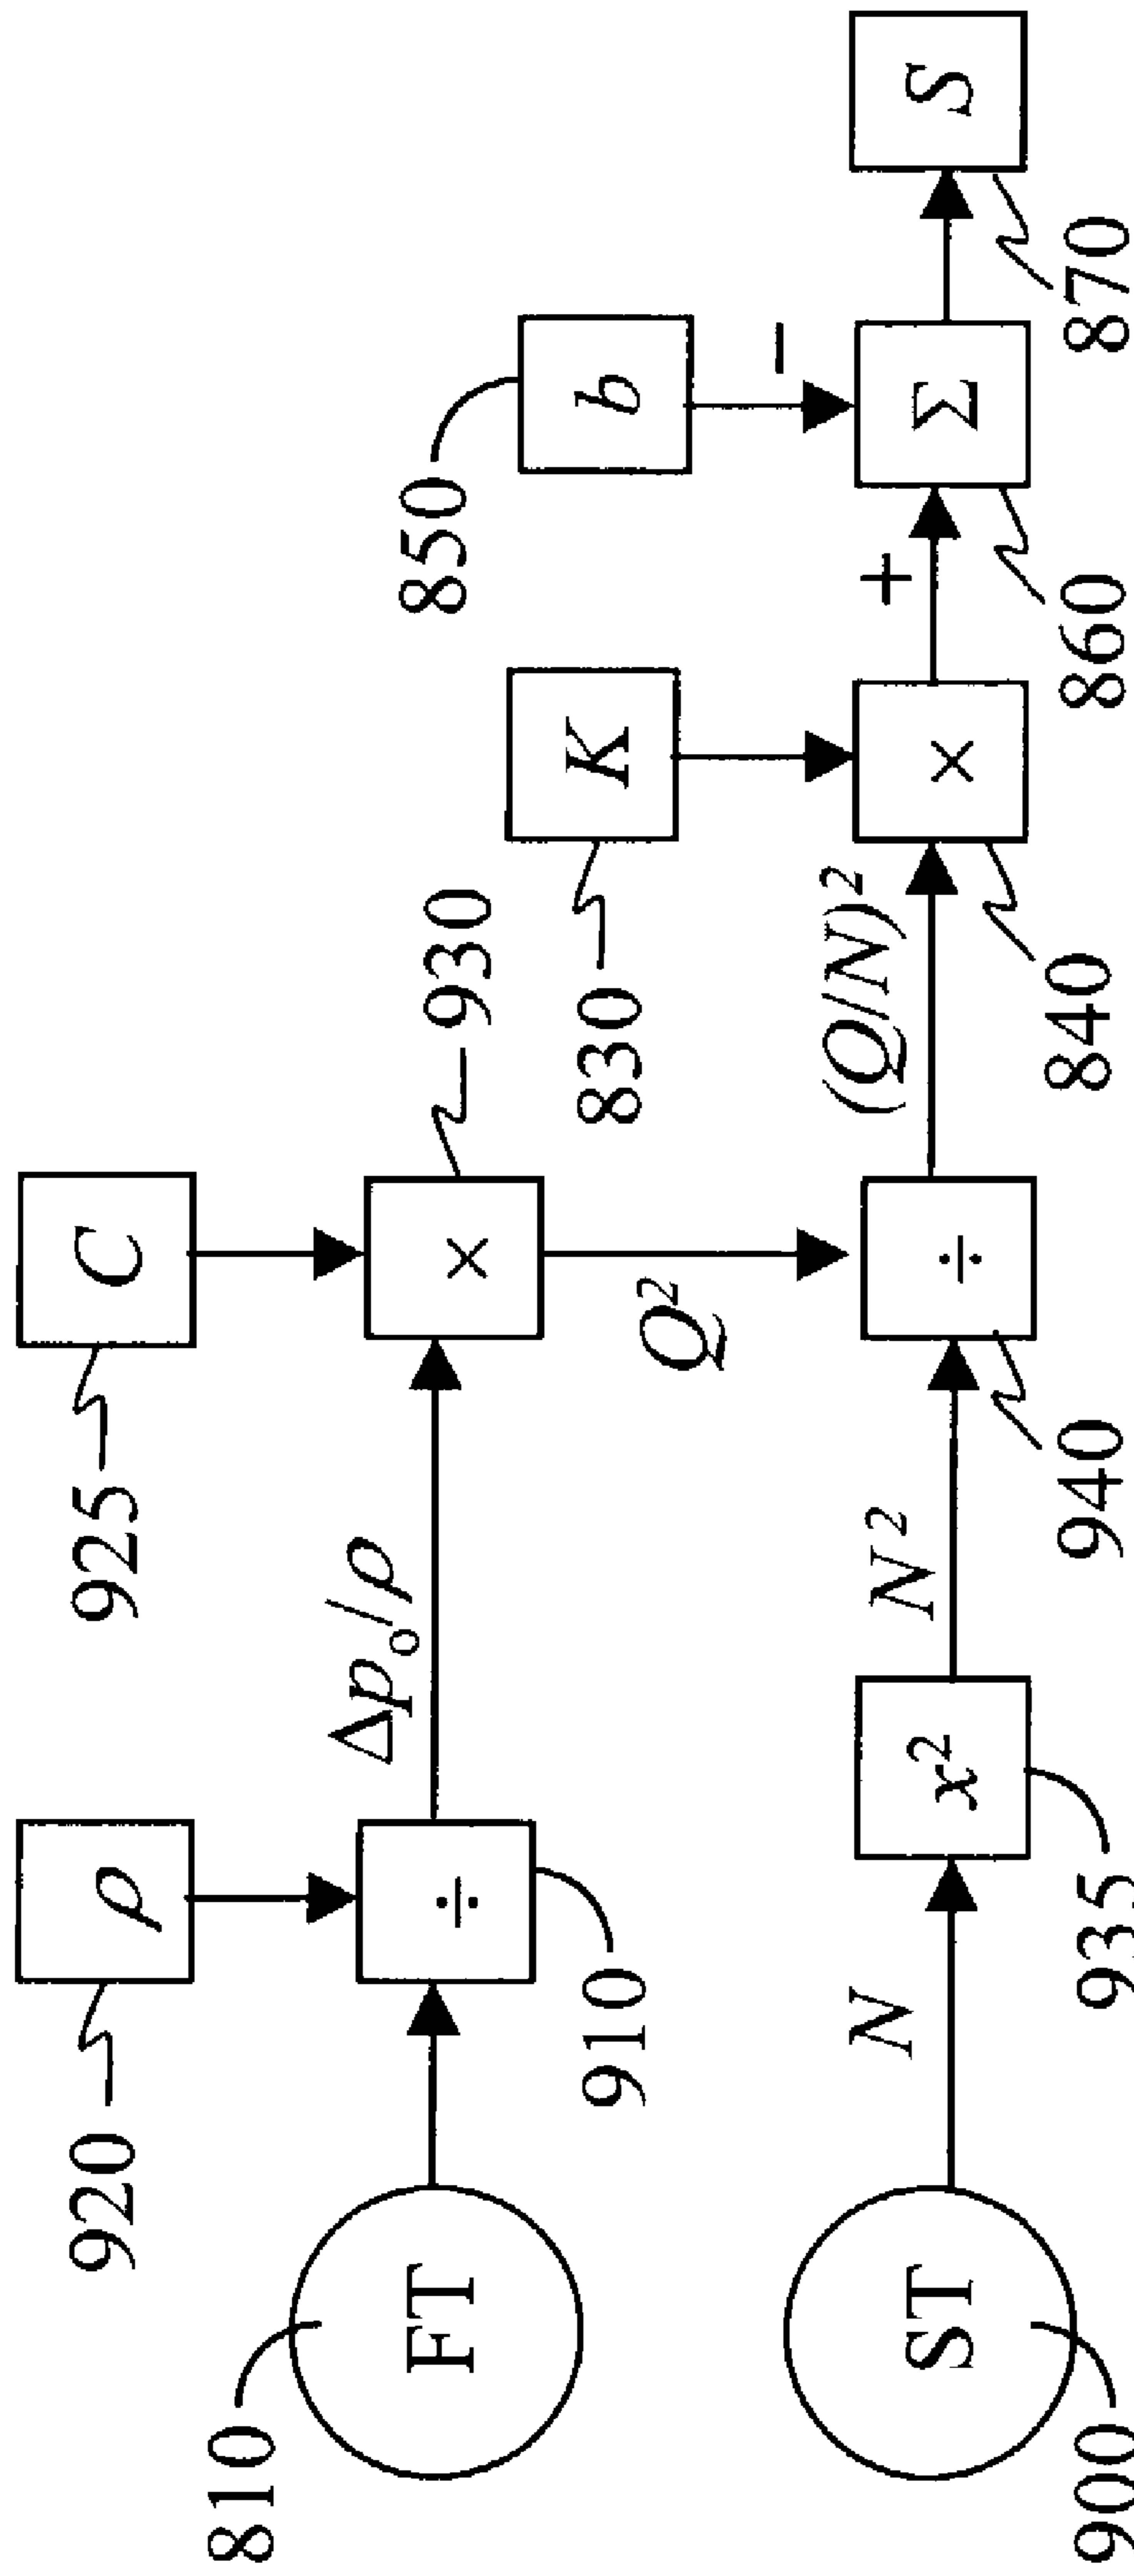 925
C
930
920
ρ
850
b
830
K
810
FT
÷
910
Δpₒ/ρ
×
Q²
ST
900
N
x²
935
N²
÷
940
(Q/N)²
×
840
+
−
Σ
860
S
870